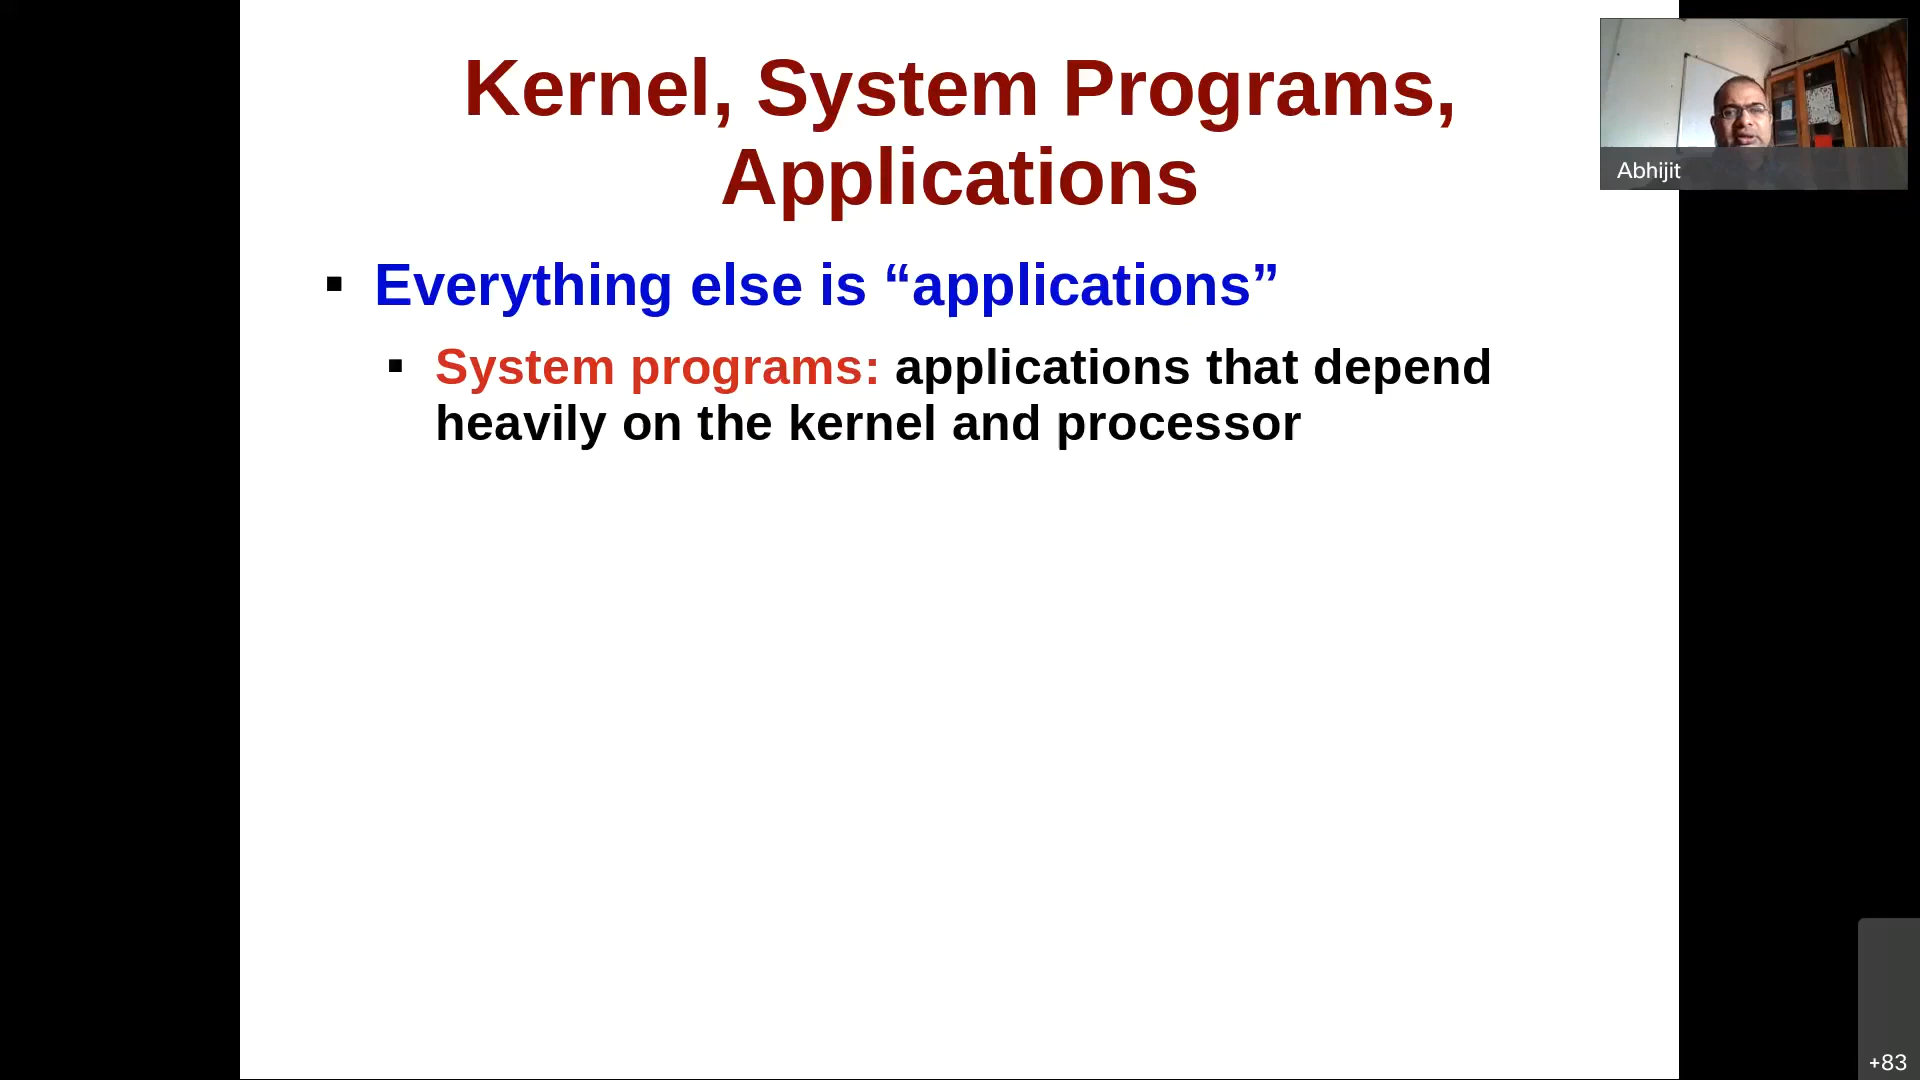 Kernel, System Programs,
Applications
Everything else is “applications”
System programs: applications that depend
heavily on the kernel and processor
Abhijit
+83